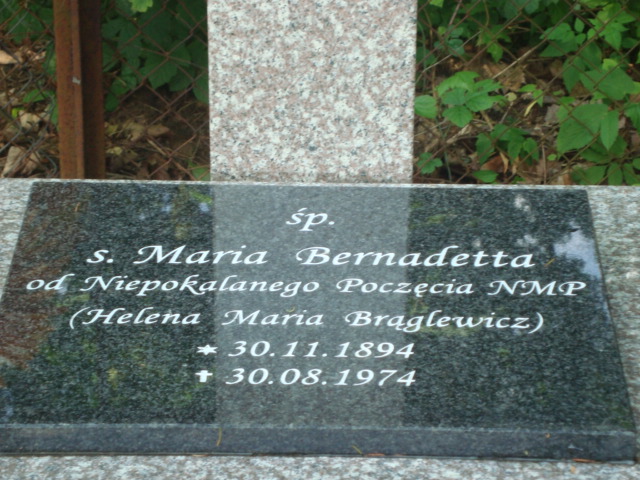 śp.
s. Maria Bernadetta
od Niepokalanego Poczęcia NMP
(Helena Maria Brąglewicz)
* 30.11.1894
✝ 30.08.1974